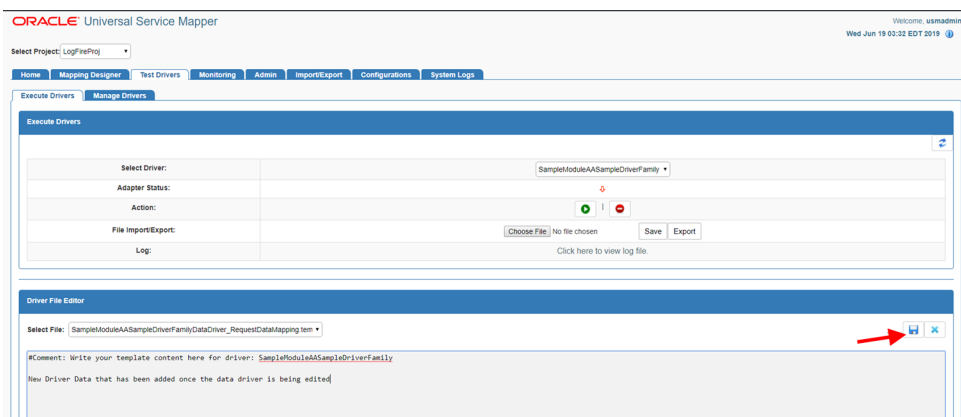 ORACLE Universal Service Mapper
Welcome, usmadmin
Wed Jun 19 03:32 EDT 2019
Select Project: LogFireProj
Home Mapping Designer Test Drivers Monitoring Admin Import/Export Configurations System Logs
Execute Drivers Manage Drivers
Execute Drivers
Select Driver: SampleModuleAASampleDriverFamily
Adapter Status:
Action: |
File Import/Export: Choose File No file chosen Save Export
Log: Click here to view log file.
Driver File Editor
Select File: SampleModuleAASampleDriverFamilyDataDriver_RequestDataMapping.tem
#Comment: Write your template content here for driver: SampleModuleAASampleDriverFamily
New Driver Data that has been added once the data driver is being edited